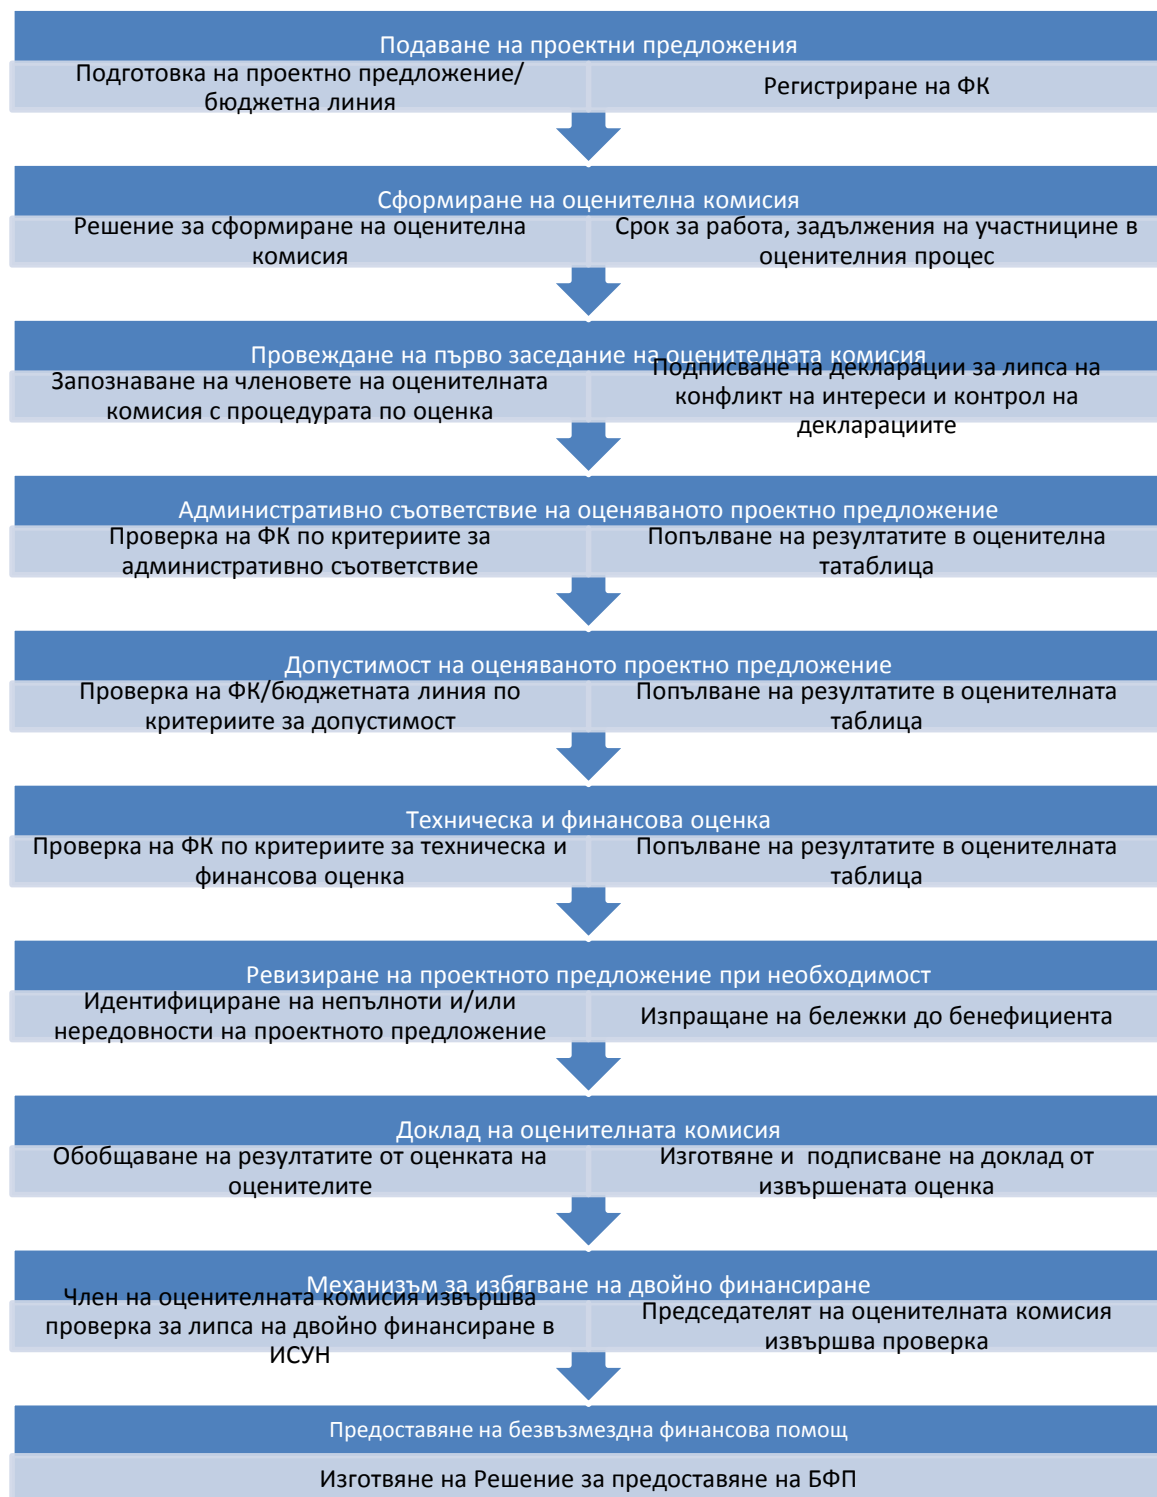 Подаване на проектни предложения
Подготовка на проектно предложение/
бюджетна линия
Регистриране на ФК
Сформиране на оценителна комисия
Решение за сформиране на оценителна
комисия
Срок за работа, задължения на участницине в
оценителния процес
Провеждане на първо заседание на оценителната комисия
Запознаване на членовете на оценителната
комисия с процедурата по оценка
Подписване на декларации за липса на
конфликт на интереси и контрол на
декларациите
Административно съответствие на оценяваното проектно предложение
Проверка на ФК по критериите за
административно съответствие
Попълване на резултатите в оценителна
татаблица
Допустимост на оценяваното проектно предложение
Проверка на ФК/бюджетната линия по
критериите за допустимост
Попълване на резултатите в оценителната
таблица
Техническа и финансова оценка
Проверка на ФК по критериите за техническа и
финансова оценка
Попълване на резултатите в оценителната
таблица
Ревизиране на проектното предложение при необходимост
Идентифициране на непълноти и/или
нередовности на проектното предложение
Изпращане на бележки до бенефициента
Доклад на оценителната комисия
Обобщаване на резултатите от оценката на
оценителите
Изготвяне и  подписване на доклад от
извършената оценка
Механизъм за избягване на двойно финансиране
Член на оценителната комисия извършва
проверка за липса на двойно финансиране в
ИСУН
Председателят на оценителната комисия
извършва проверка
Предоставяне на безвъзмездна финансова помощ
Изготвяне на Решение за предоставяне на БФП